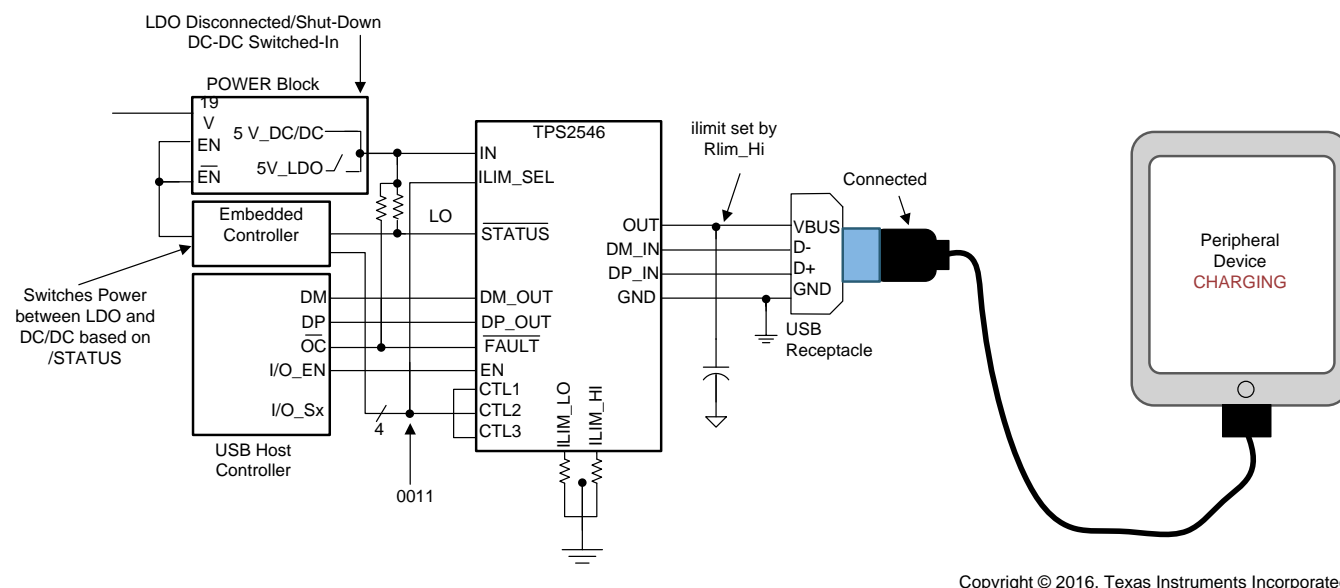 LDO Disconnected/Shut-Down
DC-DC Switched-In
POWER Block
19
V
EN
EN
5 V_DC/DC
5V_LDO
Embedded
Controller
Switches Power
between LDO and
DC/DC based on
/STATUS
DM
DP
OC
I/O_EN
I/O_Sx
USB Host
Controller
4
0011
LO
TPS2546
IN
ILIM_SEL
STATUS
DM_OUT
DP_OUT
FAULT
EN
CTL1
CTL2
CTL3
ILIM_LO
ILIM_HI
OUT
DM_IN
DP_IN
GND
ilimit set by
Rlim_Hi
VBUS
D-
D+
GND
USB
Receptacle
Connected
Peripheral
Device
CHARGING
Copyright © 2016, Texas Instruments